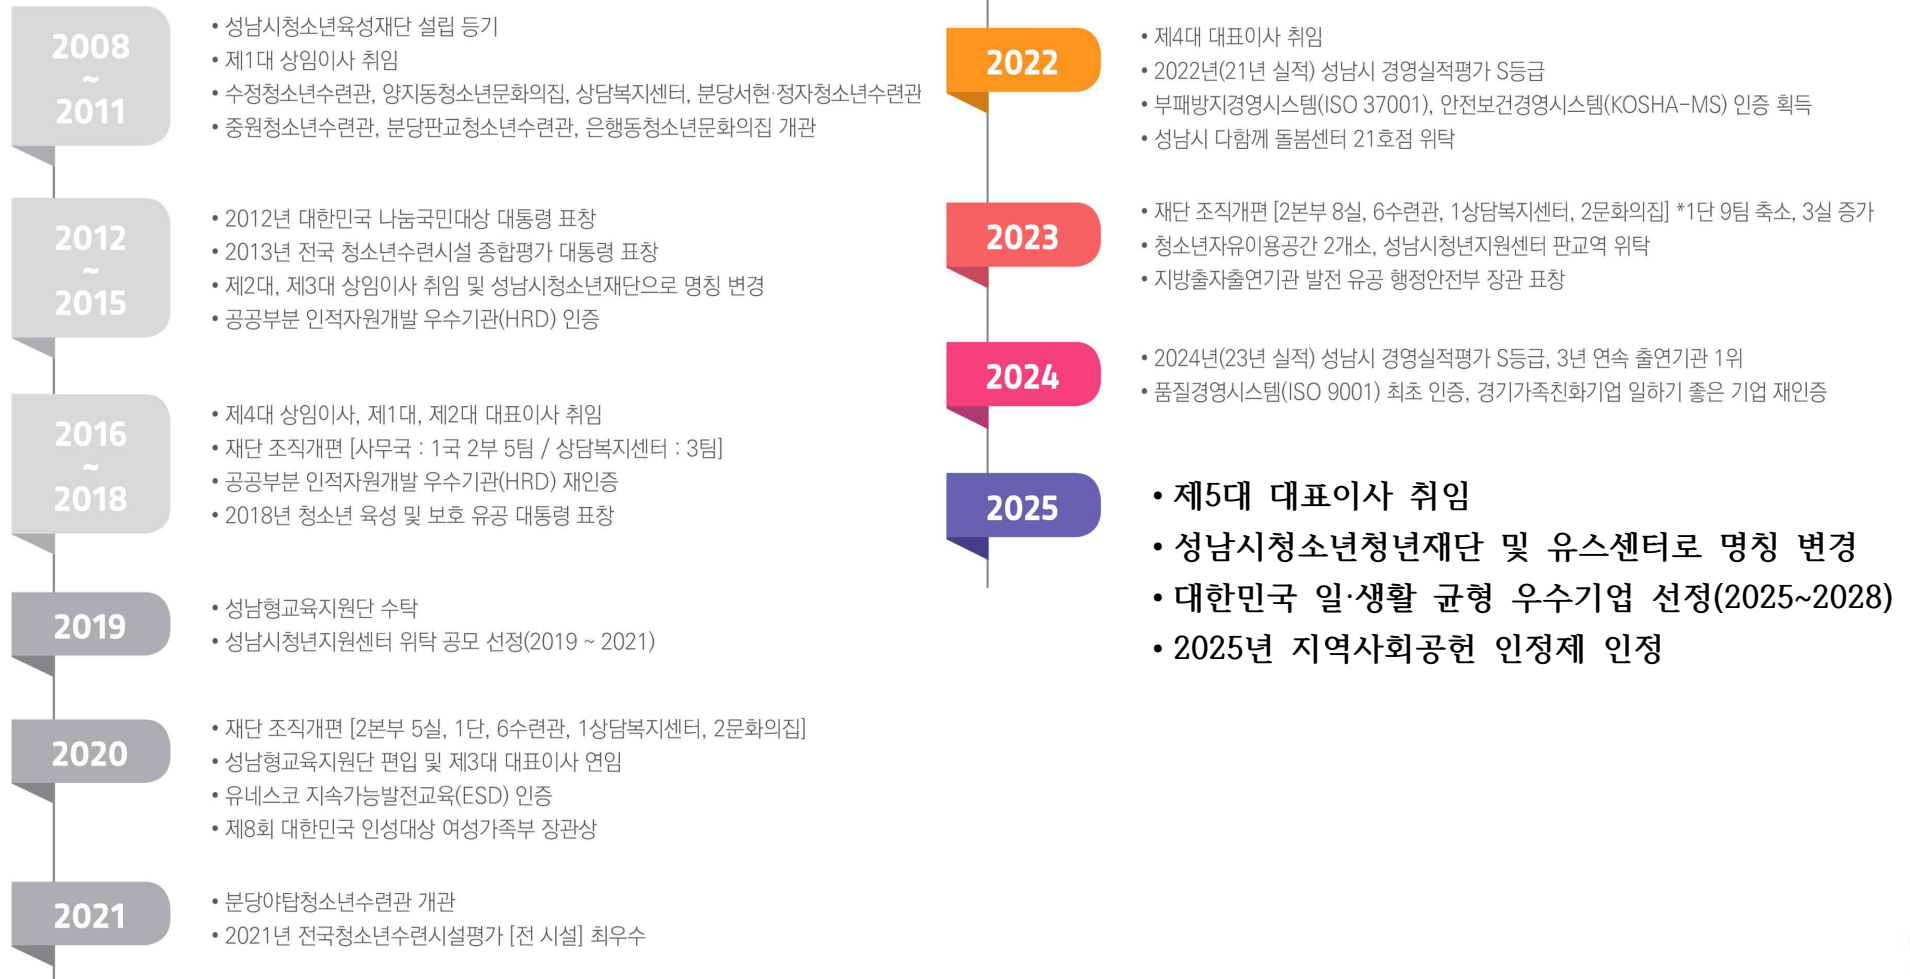 2008
~
2011
• 성남시청소년육성재단 설립 등기
• 제1대 상임이사 취임
• 수정청소년수련관, 양지동청소년문화의집, 상담복지센터, 분당서현·정자청소년수련관
• 중원청소년수련관, 분당판교청소년수련관, 은행동청소년문화의집 개관
2012
~
2015
• 2012년 대한민국 나눔국민대상 대통령 표창
• 2013년 전국 청소년수련시설 종합평가 대통령 표창
• 제2대, 제3대 상임이사 취임 및 성남시청소년재단으로 명칭 변경
• 공공부분 인적자원개발 우수기관(HRD) 인증
2016
~
2018
• 제4대 상임이사, 제1대, 제2대 대표이사 취임
• 재단 조직개편 [사무국 : 1국 2부 5팀 / 상담복지센터 : 3팀]
• 공공부분 인적자원개발 우수기관(HRD) 재인증
• 2018년 청소년 육성 및 보호 유공 대통령 표창
2019
• 성남형교육지원단 수탁
• 성남시청년지원센터 위탁 공모 선정(2019 ~ 2021)
2020
• 재단 조직개편 [2본부 5실, 1단, 6수련관, 1상담복지센터, 2문화의집]
• 성남형교육지원단 편입 및 제3대 대표이사 연임
• 유네스코 지속가능발전교육(ESD) 인증
• 제8회 대한민국 인성대상 여성가족부 장관상
2021
• 분당야탑청소년수련관 개관
• 2021년 전국청소년수련시설평가 [전 시설] 최우수
2022
• 제4대 대표이사 취임
• 2022년(21년 실적) 성남시 경영실적평가 S등급
• 부패방지경영시스템(ISO 37001), 안전보건경영시스템(KOSHA-MS) 인증 획득
• 성남시 다함께 돌봄센터 21호점 위탁
2023
• 재단 조직개편 [2본부 8실, 6수련관, 1상담복지센터, 2문화의집] *1단 9팀 축소, 3실 증가
• 청소년자유이용공간 2개소, 성남시청년지원센터 판교역 위탁
• 지방출자출연기관 발전 유공 행정안전부 장관 표창
2024
• 2024년(23년 실적) 성남시 경영실적평가 S등급, 3년 연속 출연기관 1위
• 품질경영시스템(ISO 9001) 최초 인증, 경기가족친화기업 일하기 좋은 기업 재인증
2025
• 제5대 대표이사 취임
• 성남시청소년청년재단 및 유스센터로 명칭 변경
• 대한민국 일·생활 균형 우수기업 선정(2025~2028)
• 2025년 지역사회공헌 인정제 인정